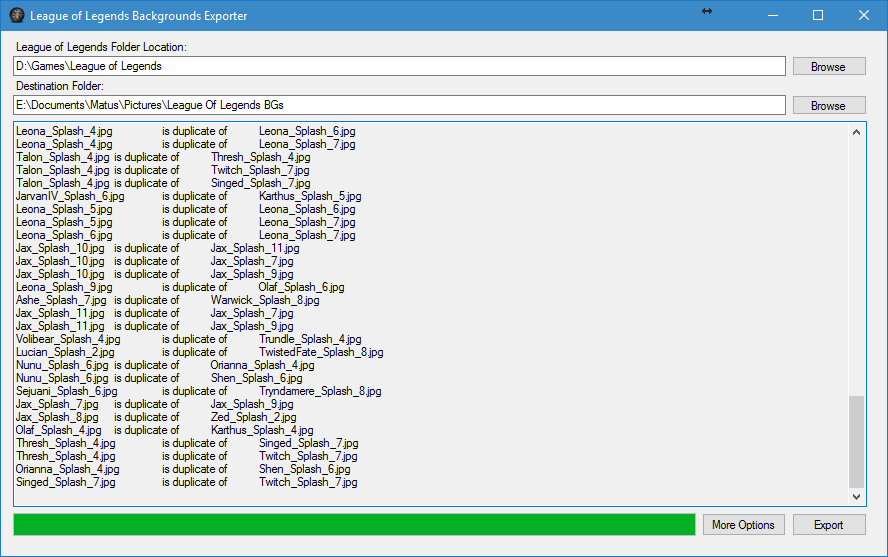 League of Legends Backgrounds Exporter
League of Legends Folder Location:
D:\Games\League of Legends
Browse
Destination Folder:
E:\Documents\Matus\Pictures\League Of Legends BGs
Browse
Leona_Splash_4.jpg is duplicate of Leona_Splash_6.jpg
Leona_Splash_4.jpg is duplicate of Leona_Splash_7.jpg
Talon_Splash_4.jpg is duplicate of Thresh_Splash_4.jpg
Talon_Splash_4.jpg is duplicate of Twitch_Splash_7.jpg
Talon_Splash_4.jpg is duplicate of Singed_Splash_7.jpg
JarvanIV_Splash_6.jpg is duplicate of Karthus_Splash_5.jpg
Leona_Splash_5.jpg is duplicate of Leona_Splash_6.jpg
Leona_Splash_5.jpg is duplicate of Leona_Splash_7.jpg
Leona_Splash_6.jpg is duplicate of Leona_Splash_7.jpg
Jax_Splash_10.jpg is duplicate of Jax_Splash_11.jpg
Jax_Splash_10.jpg is duplicate of Jax_Splash_7.jpg
Jax_Splash_10.jpg is duplicate of Jax_Splash_9.jpg
Leona_Splash_9.jpg is duplicate of Olaf_Splash_6.jpg
Ashe_Splash_7.jpg is duplicate of Warwick_Splash_8.jpg
Jax_Splash_11.jpg is duplicate of Jax_Splash_7.jpg
Jax_Splash_11.jpg is duplicate of Jax_Splash_9.jpg
Volibear_Splash_4.jpg is duplicate of Trundle_Splash_4.jpg
Lucian_Splash_2.jpg is duplicate of TwistedFate_Splash_8.jpg
Nunu_Splash_6.jpg is duplicate of Orianna_Splash_4.jpg
Nunu_Splash_6.jpg is duplicate of Shen_Splash_6.jpg
Sejuani_Splash_6.jpg is duplicate of Tryndamere_Splash_8.jpg
Jax_Splash_7.jpg is duplicate of Jax_Splash_9.jpg
Jax_Splash_8.jpg is duplicate of Zed_Splash_2.jpg
Olaf_Splash_4.jpg is duplicate of Karthus_Splash_4.jpg
Thresh_Splash_4.jpg is duplicate of Singed_Splash_7.jpg
Thresh_Splash_4.jpg is duplicate of Twitch_Splash_7.jpg
Orianna_Splash_4.jpg is duplicate of Shen_Splash_6.jpg
Singed_Splash_7.jpg is duplicate of Twitch_Splash_7.jpg
More Options
Export